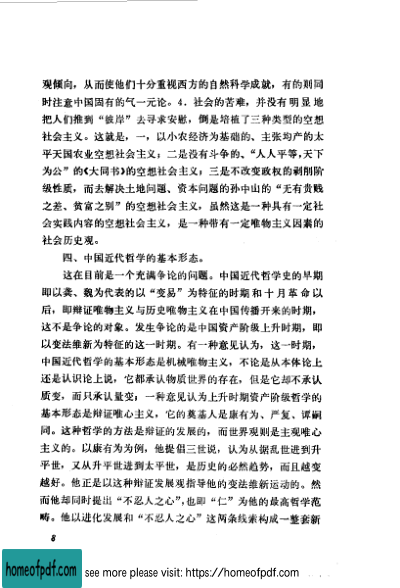 观倾向，从而使他们十分重视西方的自然科学成就，有的则同
时注意中国固有的气一元论。4．社会的苦难，并没有明显地
把人们推到“彼岸”去寻求安慰，倒是培植了三种类型的空想
社会主义。这就是，一，以小农经济为基础的、主张均产的太
平天国农业空想社会主义；二是没有斗争的、“人人平等，天下
为公”的《大同书》的空想社会主义；三是不改变政权的剥削阶
级性质，而去解决土地问题、资本问题的孙中山的“无有贵贱
之差、贫富之别”的空想社会主义，虽然这是一种具有一定社
会实践内容的空想社会主义，是一种带有一定唯物主义因素的
社会历史观。
四、中国近代哲学的基本形态。
这在目前是一个充满争论的问题。中国近代哲学史的早期
即以龚、魏为代表的以“变易”为特征的时期和十月革命以
后，即辩证唯物主义与历史唯物主义在中国传播开来的时期，
这不是争论的对象。发生争论的是中国资产阶级上升时期，即
以变法维新为特征的这一时期。有一种意见认为，这一时期，
中国近代哲学的基本形态是机械唯物主义，不论是从本体论上
还是认识论上说，它都承认物质世界的存在，但是它却不承认
质变，而只承认量变；一种意见认为上升时期资产阶级哲学的
基本形态是辩证唯心主义，它的奠基人是康有为、严复、谭嗣
同。这种哲学的方法是辩证的发展的，而世界观则是主观唯心
主义的。以康有为为例，他提倡三世说，认为从据乱世进到升
平世，又从升平世进到太平世，是历史的必然趋势，而且越变
越好。他正是以这种辩证发展观指导他的变法维新运动的。然
而他却同时提出“不忍人之心”，也即“仁”为他的最高哲学范
畴。他以进化发展和“不忍人之心”这两条线索构成一整套新
8
homeofpdf.com
see more please visit: https://homeofpdf.com